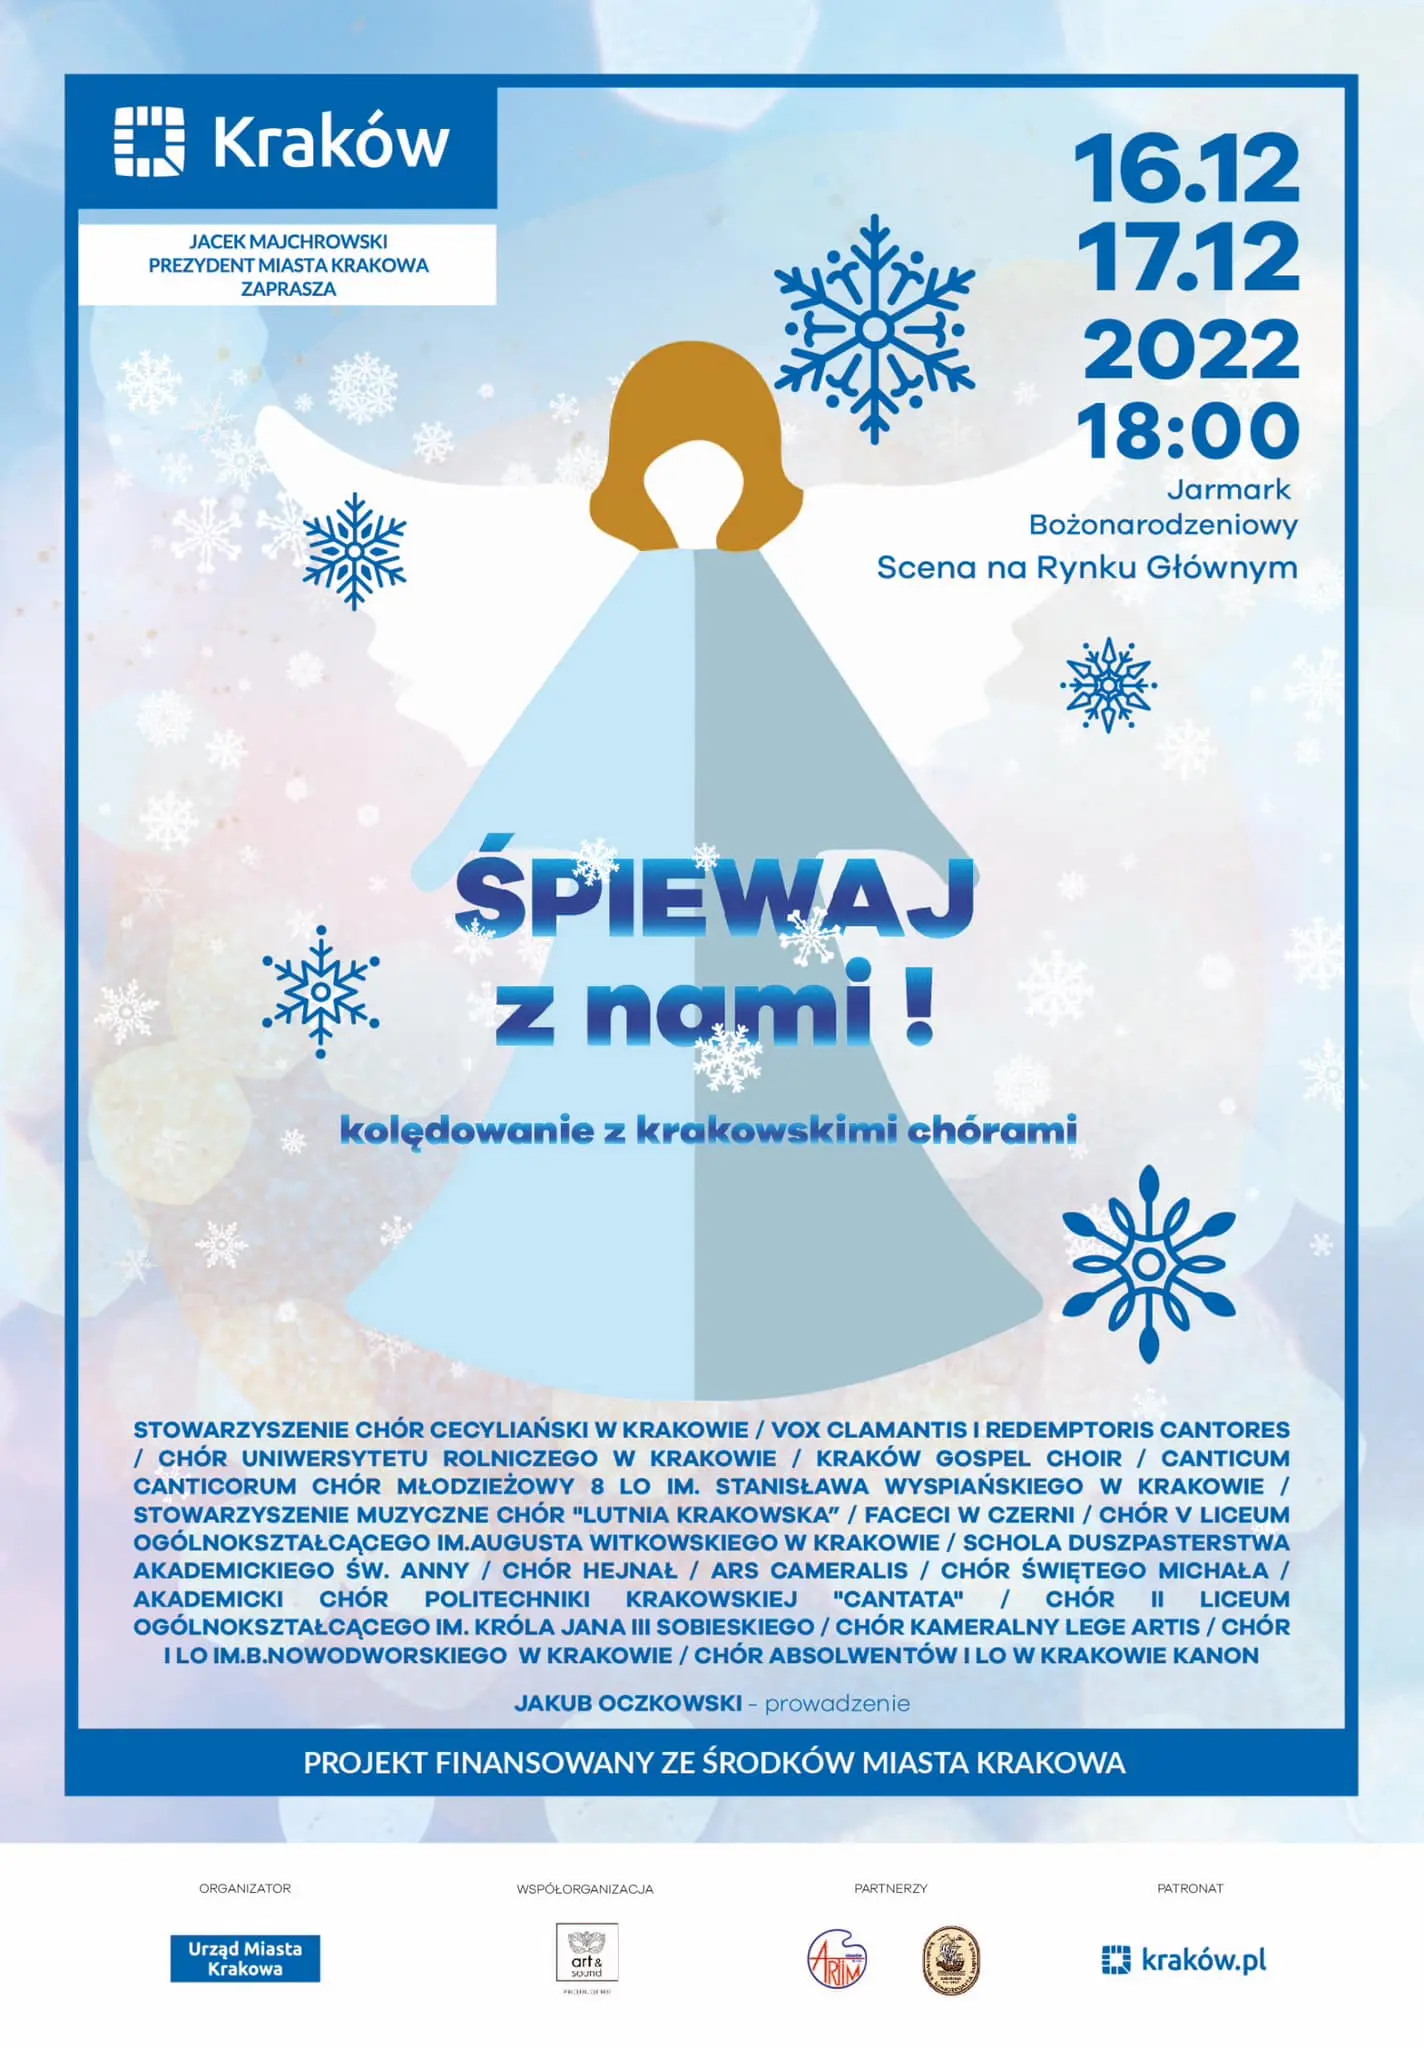 Kraków
JACEK MAJCHROWSKI
PREZYDENT MIASTA KRAKOWA
ZAPRASZA
16.12
17.12
2022
18:00
Jarmark
Bożonarodzeniowy
Scena na Rynku Głównym
ŚPIEWAJ
z nami !
kolędowanie z krakowskimi chórami
STOWARZYSZENIE CHÓR CECYLIAŃSKI W KRAKOWIE / VOX CLAMANTIS I REDEMPTORIS CANTORES
/ CHÓR UNIWERSYTETU ROLNICZEGO W KRAKOWIE / KRAKÓW GOSPEL CHOIR / CANTICUM
CANTICORUM CHÓR MŁODZIEŻOWY 8 LO IM. STANISŁAWA WYSPIAŃSKIEGO W KRAKOWIE /
STOWARZYSZENIE MUZYCZNE CHÓR "LUTNIA KRAKOWSKA” / FACECI W CZERNI / CHÓR V LICEUM
OGÓLNOKSZTAŁCĄCEGO IM.AUGUSTA WITKOWSKIEGO W KRAKOWIE / SCHOLA DUSZPASTERSTWA
AKADEMICKIEGO ŚW. ANNY / CHÓR HEJNAŁ / ARS CAMERALIS / CHÓR ŚWIĘTEGO MICHAŁA /
AKADEMICKI CHÓR POLITECHNIKI KRAKOWSKIEJ "CANTATA" / CHÓR II LICEUM
OGÓLNOKSZTAŁCĄCEGO IM. KRÓLA JANA III SOBIESKIEGO / CHÓR KAMERALNY LEGE ARTIS / CHÓR
I LO IM.B.NOWODWORSKIEGO W KRAKOWIE / CHÓR ABSOLWENTÓW I LO W KRAKOWIE KANON
JAKUB OCZKOWSKI - prowadzenie
PROJEKT FINANSOWANY ZE ŚRODKÓW MIASTA KRAKOWA
ORGANIZATOR
WSPÓŁORGANIZACJA
PARTNERZY
PATRONAT
Urząd Miasta
Krakowa
art &
sound
ARTIM
kraków.pl